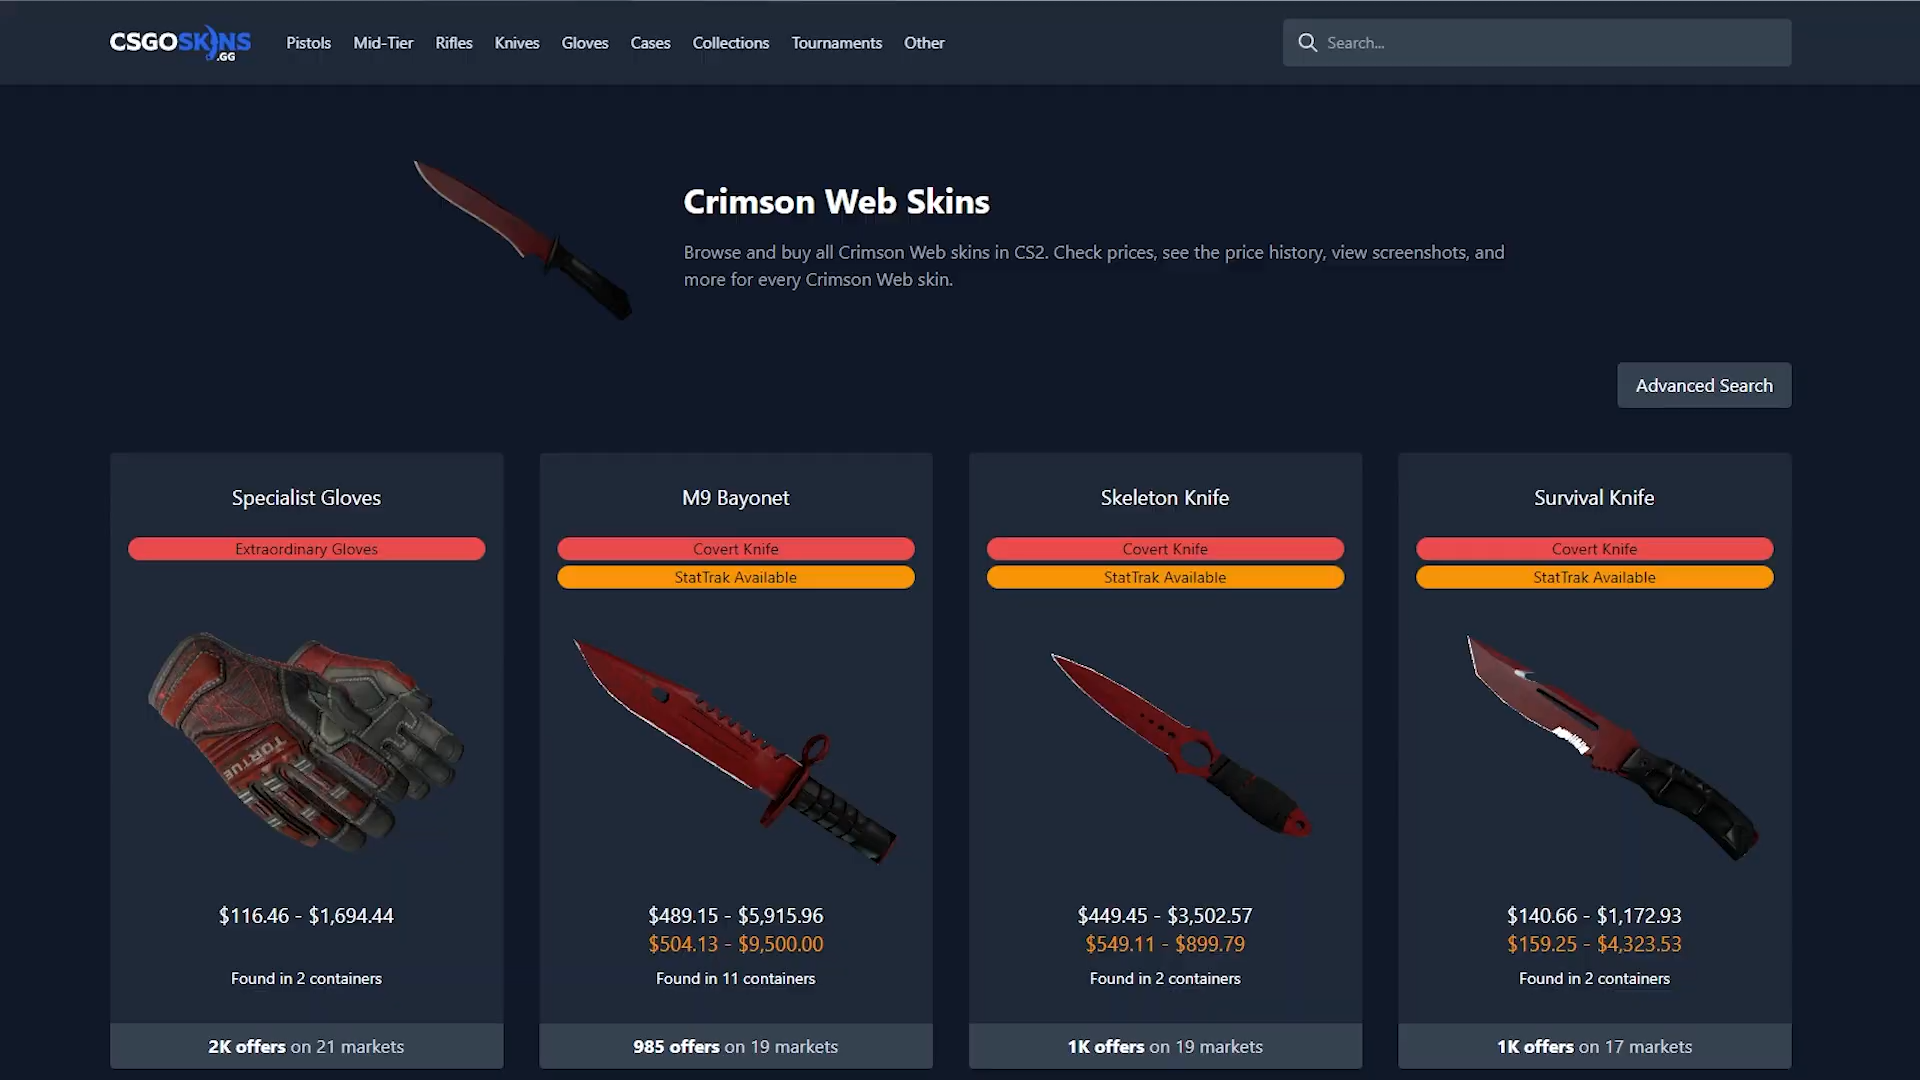 CSGOSKINS.GG
Pistols
Mid-Tier
Rifles
Knives
Gloves
Cases
Collections
Tournaments
Other
Search...
Crimson Web Skins
Browse and buy all Crimson Web skins in CS2. Check prices, see the price history, view screenshots, and
more for every Crimson Web skin.
Advanced Search
Specialist Gloves
Extraordinary Gloves
TORTUE
$116.46 - $1,694.44
Found in 2 containers
2K offers on 21 markets
M9 Bayonet
Covert Knife
StatTrak Available
$489.15 - $5,915.96
$504.13 - $9,500.00
Found in 11 containers
985 offers on 19 markets
Skeleton Knife
Covert Knife
StatTrak Available
$449.45 - $3,502.57
$549.11 - $899.79
Found in 2 containers
1K offers on 19 markets
Survival Knife
Covert Knife
StatTrak Available
$140.66 - $1,172.93
$159.25 - $4,323.53
Found in 2 containers
1K offers on 17 markets